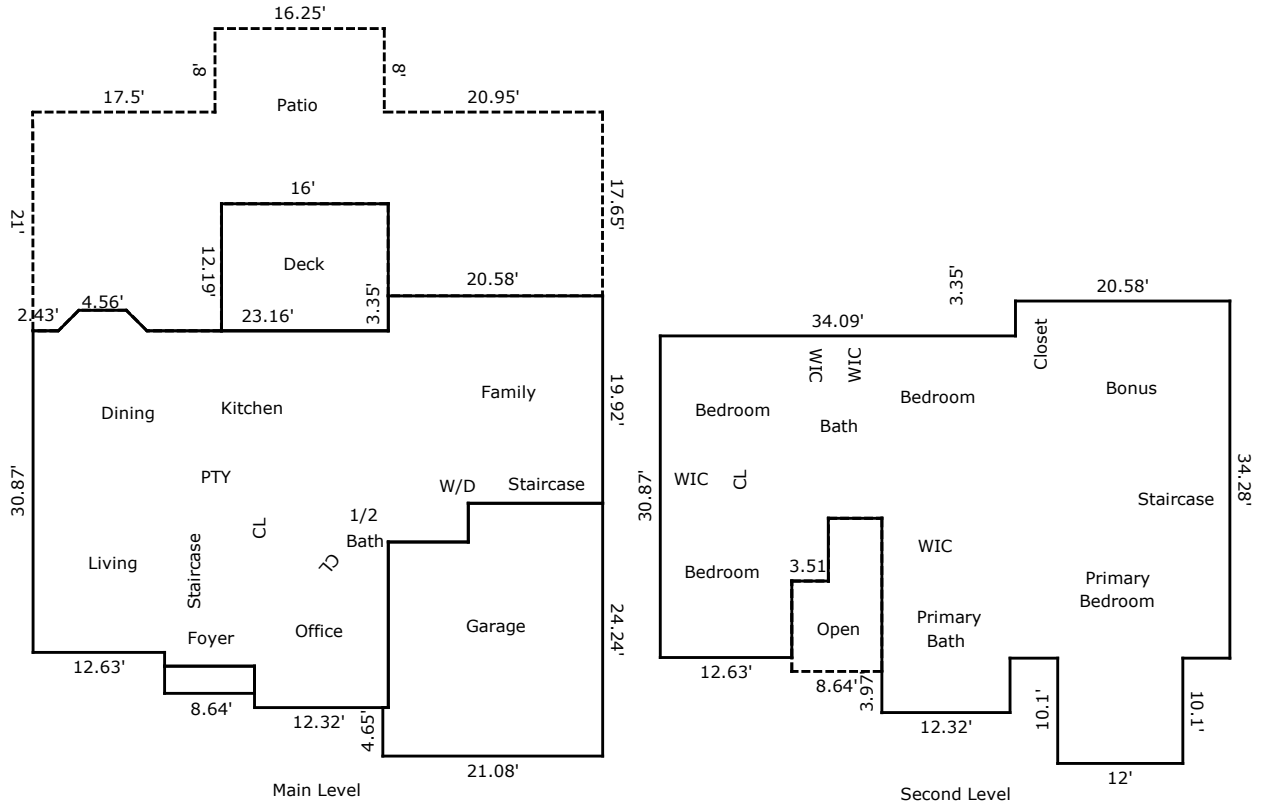 16.25'
8'
8'
17.5'
Patio
20.95'
21'
16'
17.65'
12.19'
Deck
3.35'
20.58'
2.43'
4.56'
23.16'
Dining
Kitchen
Family
19.92'
30.87'
PTY
W/D
Staircase
CL
1/2
Bath
Living
Staircase
CL
Foyer
Office
Garage
24.24'
12.63'
8.64'
12.32'
4.65'
21.08'
Main Level
3.35'
20.58'
34.09'
WIC
WIC
Closet
Bedroom
Bedroom
Bonus
Bath
30.87'
WIC
CL
34.28'
Staircase
WIC
3.51
Bedroom
Primary
Bedroom
Open
Primary
Bath
12.63'
8.64'
3.97'
12.32'
10.1'
10.1'
12'
Second Level